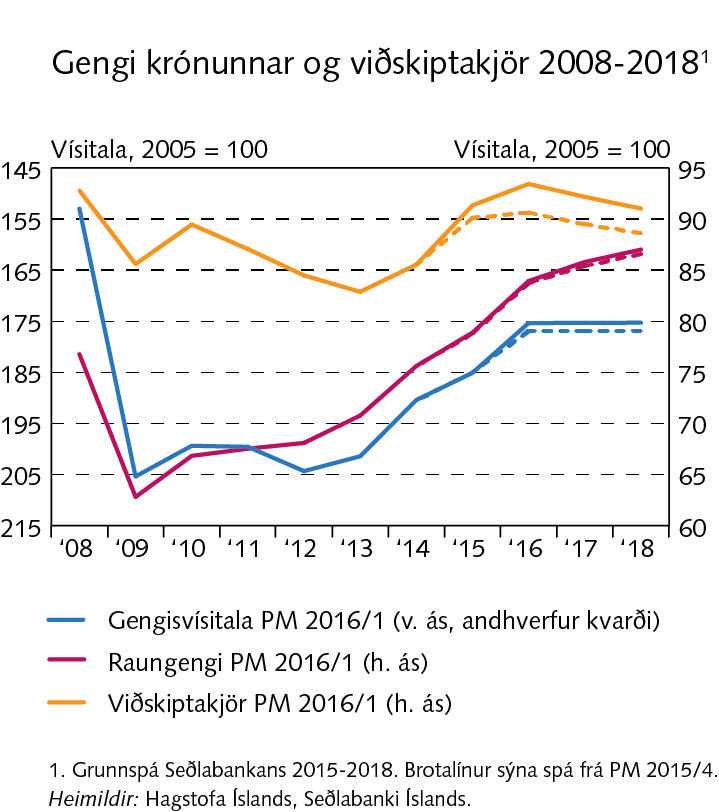 Gengi krónunnar og viðskiptakjör 2008-2018¹
Vísitala, 2005 = 100 Vísitala, 2005 = 100
145 95
155 90
165 85
175 80
185 75
195 70
205 65
215 60
‘08 ‘09 ‘10 ‘11 ‘12 ‘13 ‘14 ‘15 ‘16 ‘17 ‘18
Gengisvísitala PM 2016/1 (v. ás, andhverfur kvarði)
Raungengi PM 2016/1 (h. ás)
Viðskiptakjör PM 2016/1 (h. ás)
1. Grunnspá Seðlabankans 2015-2018. Brotalínur sýna spá frá PM 2015/4.
Heimildir: Hagstofa Íslands, Seðlabanki Íslands.